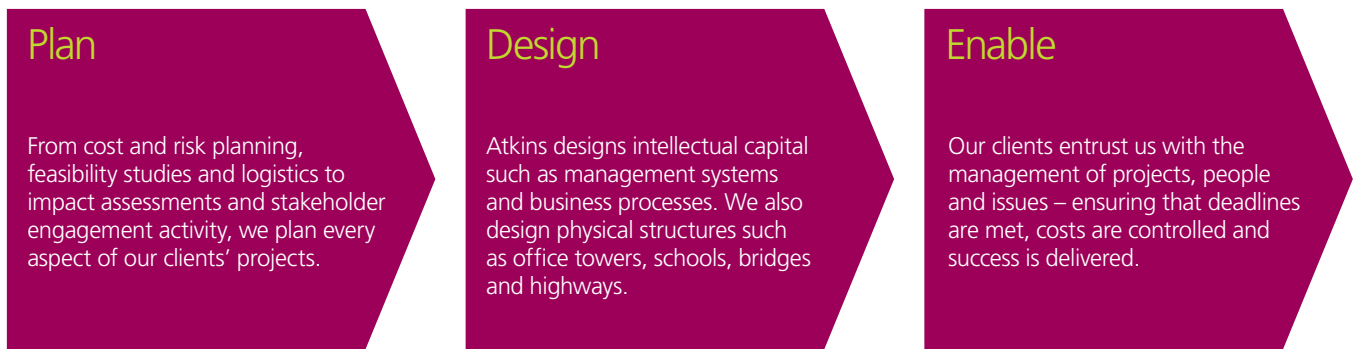 Plan
From cost and risk planning,
feasibility studies and logistics to
impact assessments and stakeholder
engagement activity, we plan every
aspect of our clients’ projects.
Design
Atkins designs intellectual capital
such as management systems
and business processes. We also
design physical structures such
as office towers, schools, bridges
and highways.
Enable
Our clients entrust us with the
management of projects, people
and issues – ensuring that deadlines
are met, costs are controlled and
success is delivered.